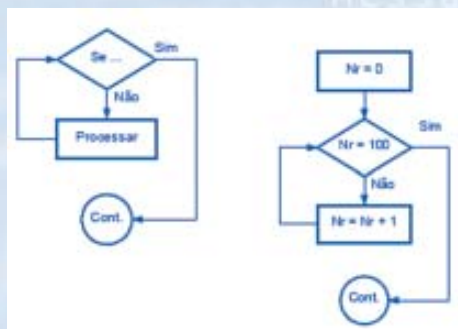 Se ...
Sim
Não
Processar
Cont.
Nr = 0
Nr = 100
Sim
Não
Nr = Nr + 1
Cont.